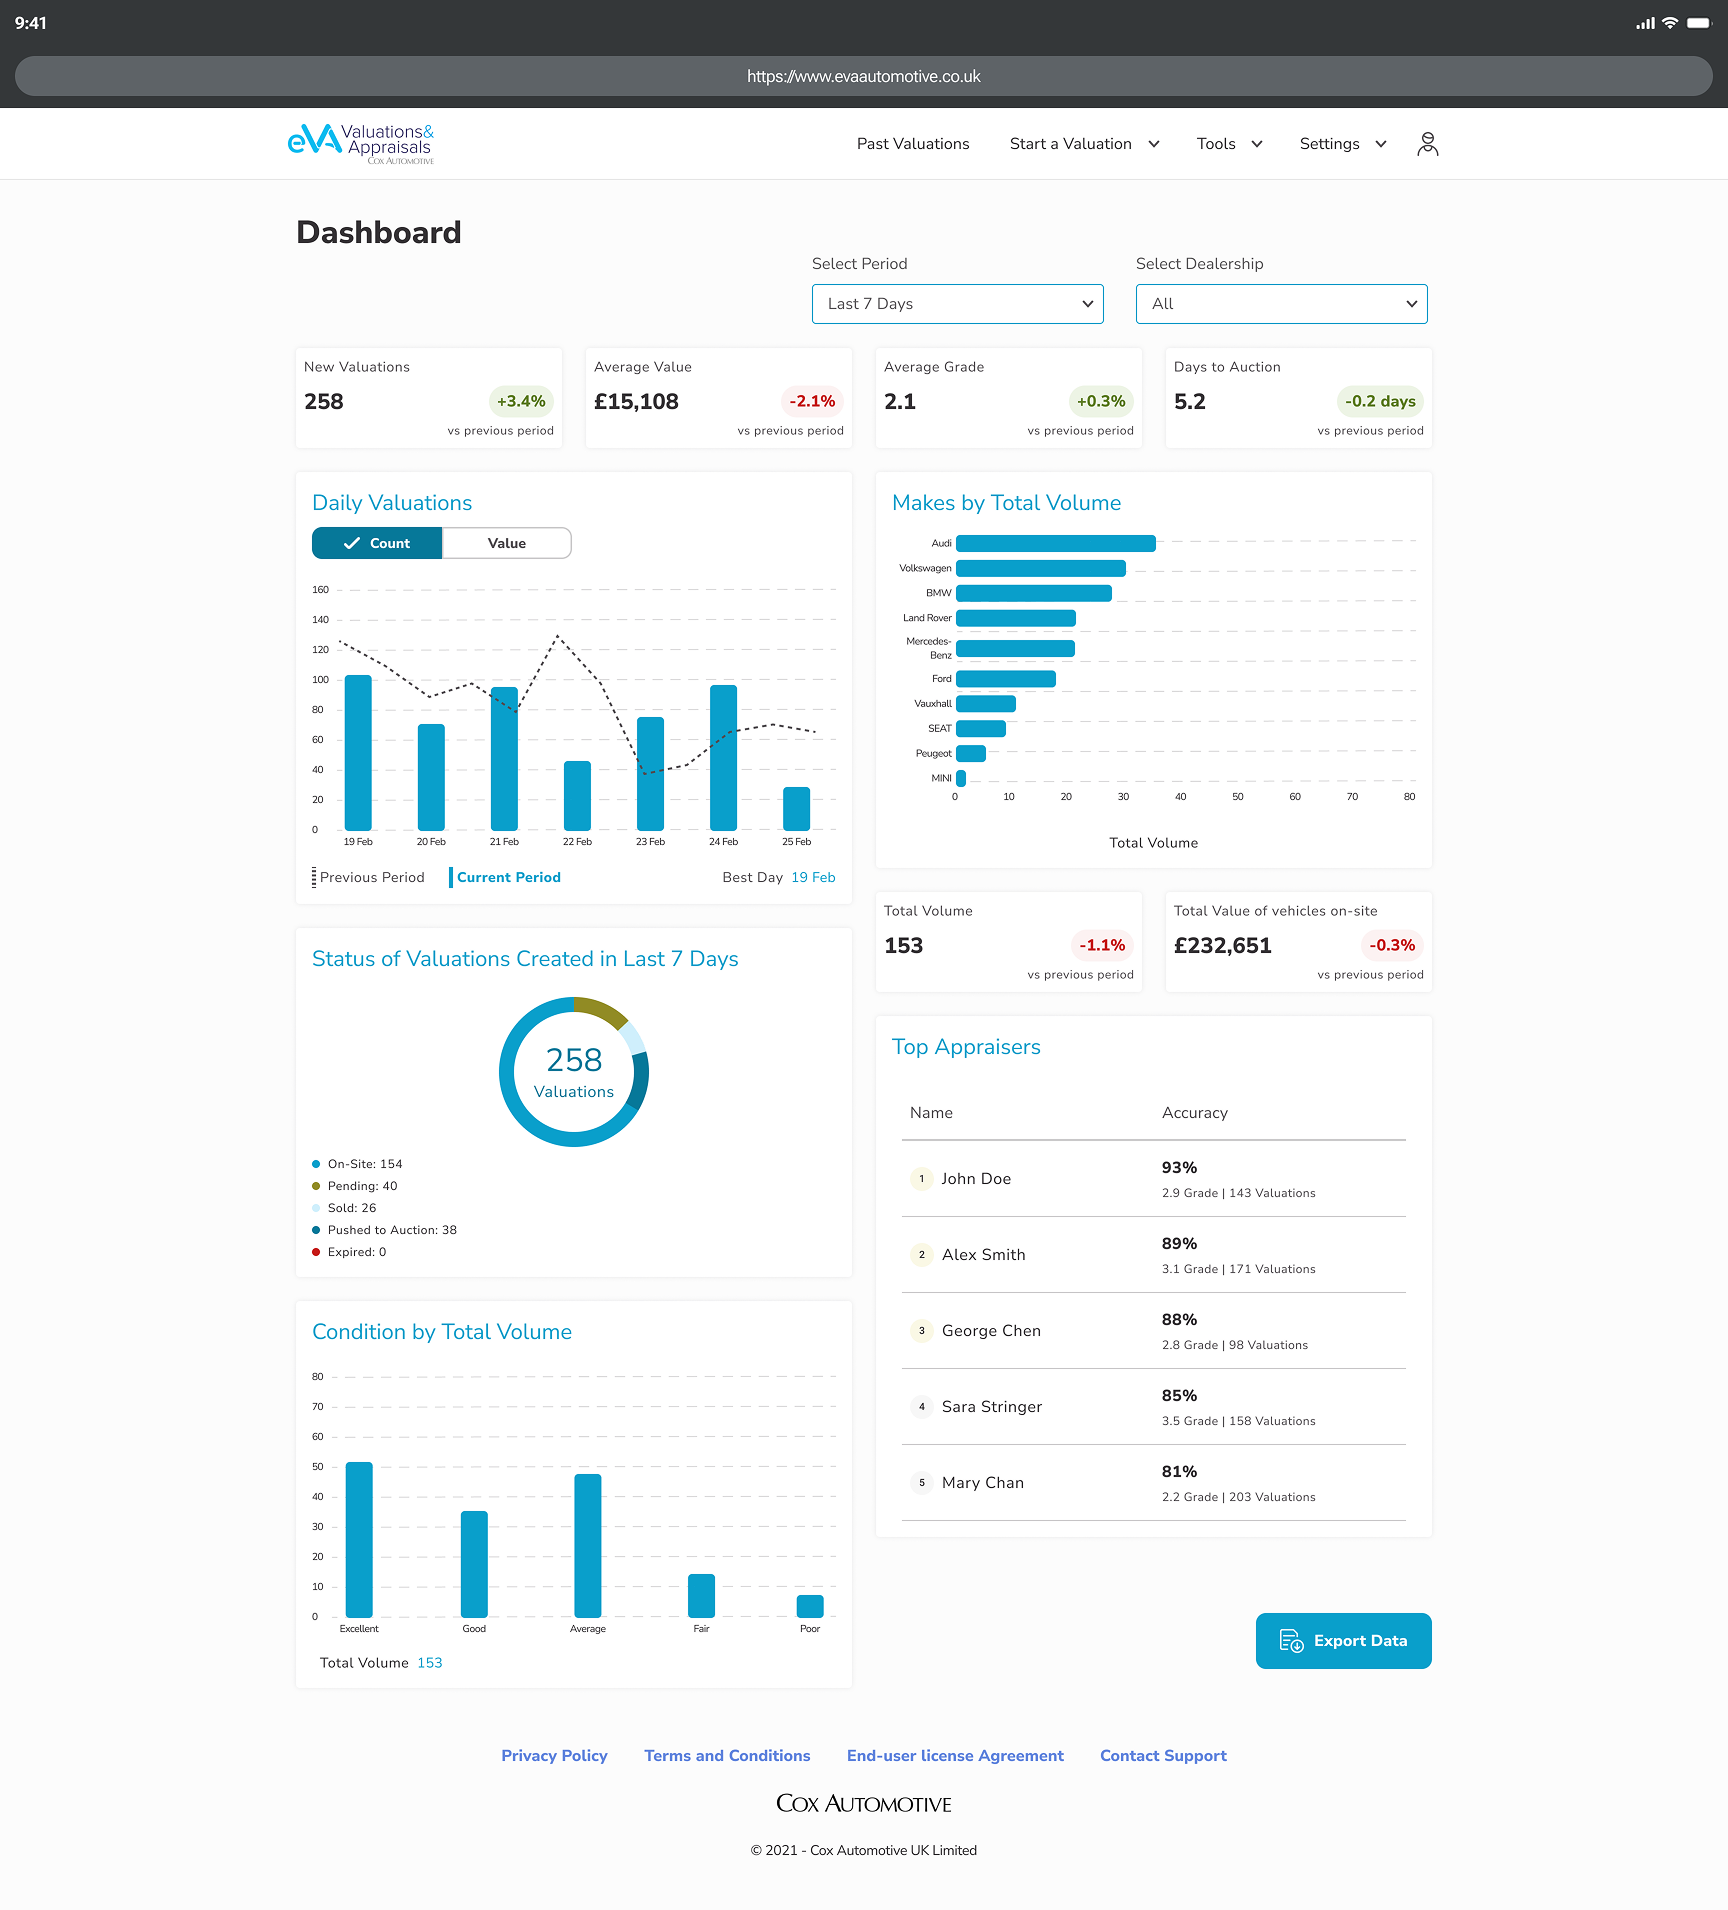 9:41
https://www.evaautomotive.co.uk
eVA Valuations&
Appraisals
COX AUTOMOTIVE
Past Valuations
Start a Valuation
Tools
Settings
Dashboard
Select Period
Select Dealership
Last 7 Days
All
New Valuations
258
+3.4%
vs previous period
Average Value
£15,108
-2.1%
vs previous period
Average Grade
2.1
+0.3%
vs previous period
Days to Auction
5.2
-0.2 days
vs previous period
Daily Valuations
Count
Value
160
140
120
100
80
60
40
20
0
19 Feb
20 Feb
21 Feb
22 Feb
23 Feb
24 Feb
25 Feb
Previous Period
Current Period
Best Day 19 Feb
Makes by Total Volume
Audi
Volkswagen
BMW
Land Rover
Mercedes-
Benz
Ford
Vauxhall
SEAT
Peugeot
MINI
0
10
20
30
40
50
60
70
80
Total Volume
Total Volume
153
-1.1%
vs previous period
Total Value of vehicles on-site
£232,651
-0.3%
vs previous period
Status of Valuations Created in Last 7 Days
258
Valuations
On-Site: 154
Pending: 40
Sold: 26
Pushed to Auction: 38
Expired: 0
Top Appraisers
Name
Accuracy
1
John Doe
93%
2.9 Grade | 143 Valuations
2
Alex Smith
89%
3.1 Grade | 171 Valuations
3
George Chen
88%
2.8 Grade | 98 Valuations
4
Sara Stringer
85%
3.5 Grade | 158 Valuations
5
Mary Chan
81%
2.2 Grade | 203 Valuations
Condition by Total Volume
80
70
60
50
40
30
20
10
0
Excellent
Good
Average
Fair
Poor
Total Volume 153
Export Data
Privacy Policy
Terms and Conditions
End-user license Agreement
Contact Support
COX AUTOMOTIVE
© 2021 - Cox Automotive UK Limited